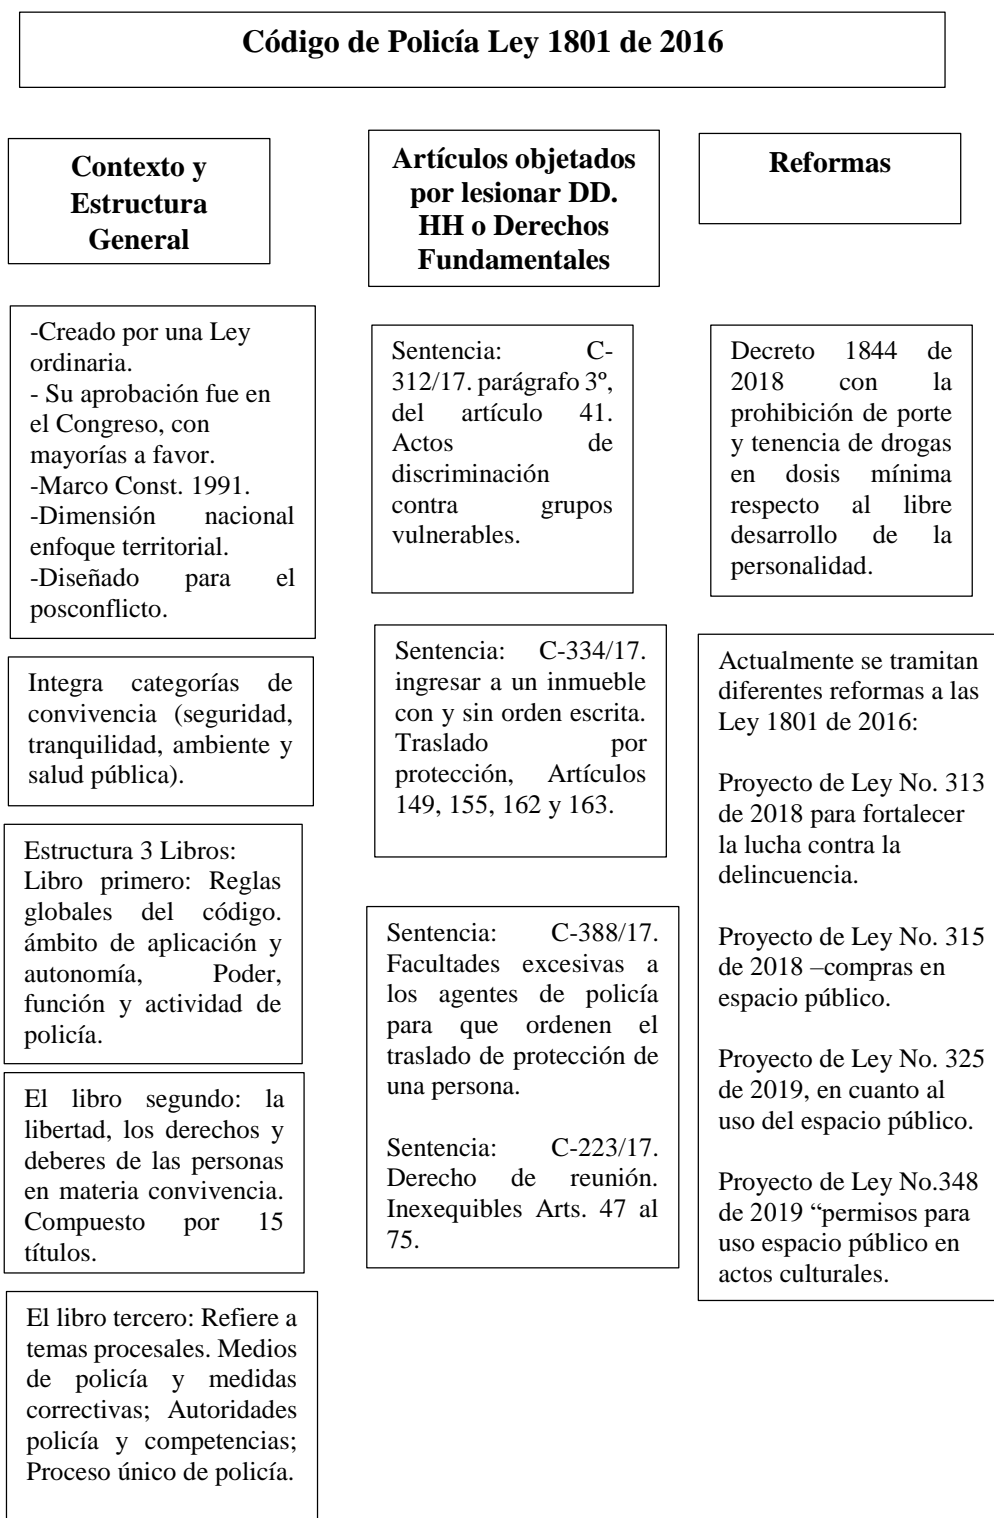 Código de Policía Ley 1801 de 2016
Contexto y
Estructura
General
-Creado por una Ley
ordinaria.
- Su aprobación fue en
el Congreso, con
mayorías a favor.
-Marco Const. 1991.
-Dimensión nacional
enfoque territorial.
-Diseñado para el
posconflicto.
Integra categorías de
convivencia (seguridad,
tranquilidad, ambiente y
salud pública).
Estructura 3 Libros:
Libro primero: Reglas
globales del código.
ámbito de aplicación y
autonomía, Poder,
función y actividad de
policía.
El libro segundo: la
libertad, los derechos y
deberes de las personas
en materia convivencia.
Compuesto por 15
títulos.
El libro tercero: Refiere a
temas procesales. Medios
de policía y medidas
correctivas; Autoridades
policía y competencias;
Proceso único de policía.
Artículos objetados
por lesionar DD.
HH o Derechos
Fundamentales
Sentencia: C-
312/17. parágrafo 3º,
del artículo 41.
Actos de
discriminación
contra grupos
vulnerables.
Sentencia: C-334/17.
ingresar a un inmueble
con y sin orden escrita.
Traslado por
protección, Artículos
149, 155, 162 y 163.
Sentencia: C-388/17.
Facultades excesivas a
los agentes de policía
para que ordenen el
traslado de protección de
una persona.
Sentencia: C-223/17.
Derecho de reunión.
Inexequibles Arts. 47 al
75.
Reformas
Decreto 1844 de
2018 con la
prohibición de porte
y tenencia de drogas
en dosis mínima
respecto al libre
desarrollo de la
personalidad.
Actualmente se tramitan
diferentes reformas a las
Ley 1801 de 2016:
Proyecto de Ley No. 313
de 2018 para fortalecer
la lucha contra la
delincuencia.
Proyecto de Ley No. 315
de 2018 –compras en
espacio público.
Proyecto de Ley No. 325
de 2019, en cuanto al
uso del espacio público.
Proyecto de Ley No.348
de 2019 “permisos para
uso espacio público en
actos culturales.